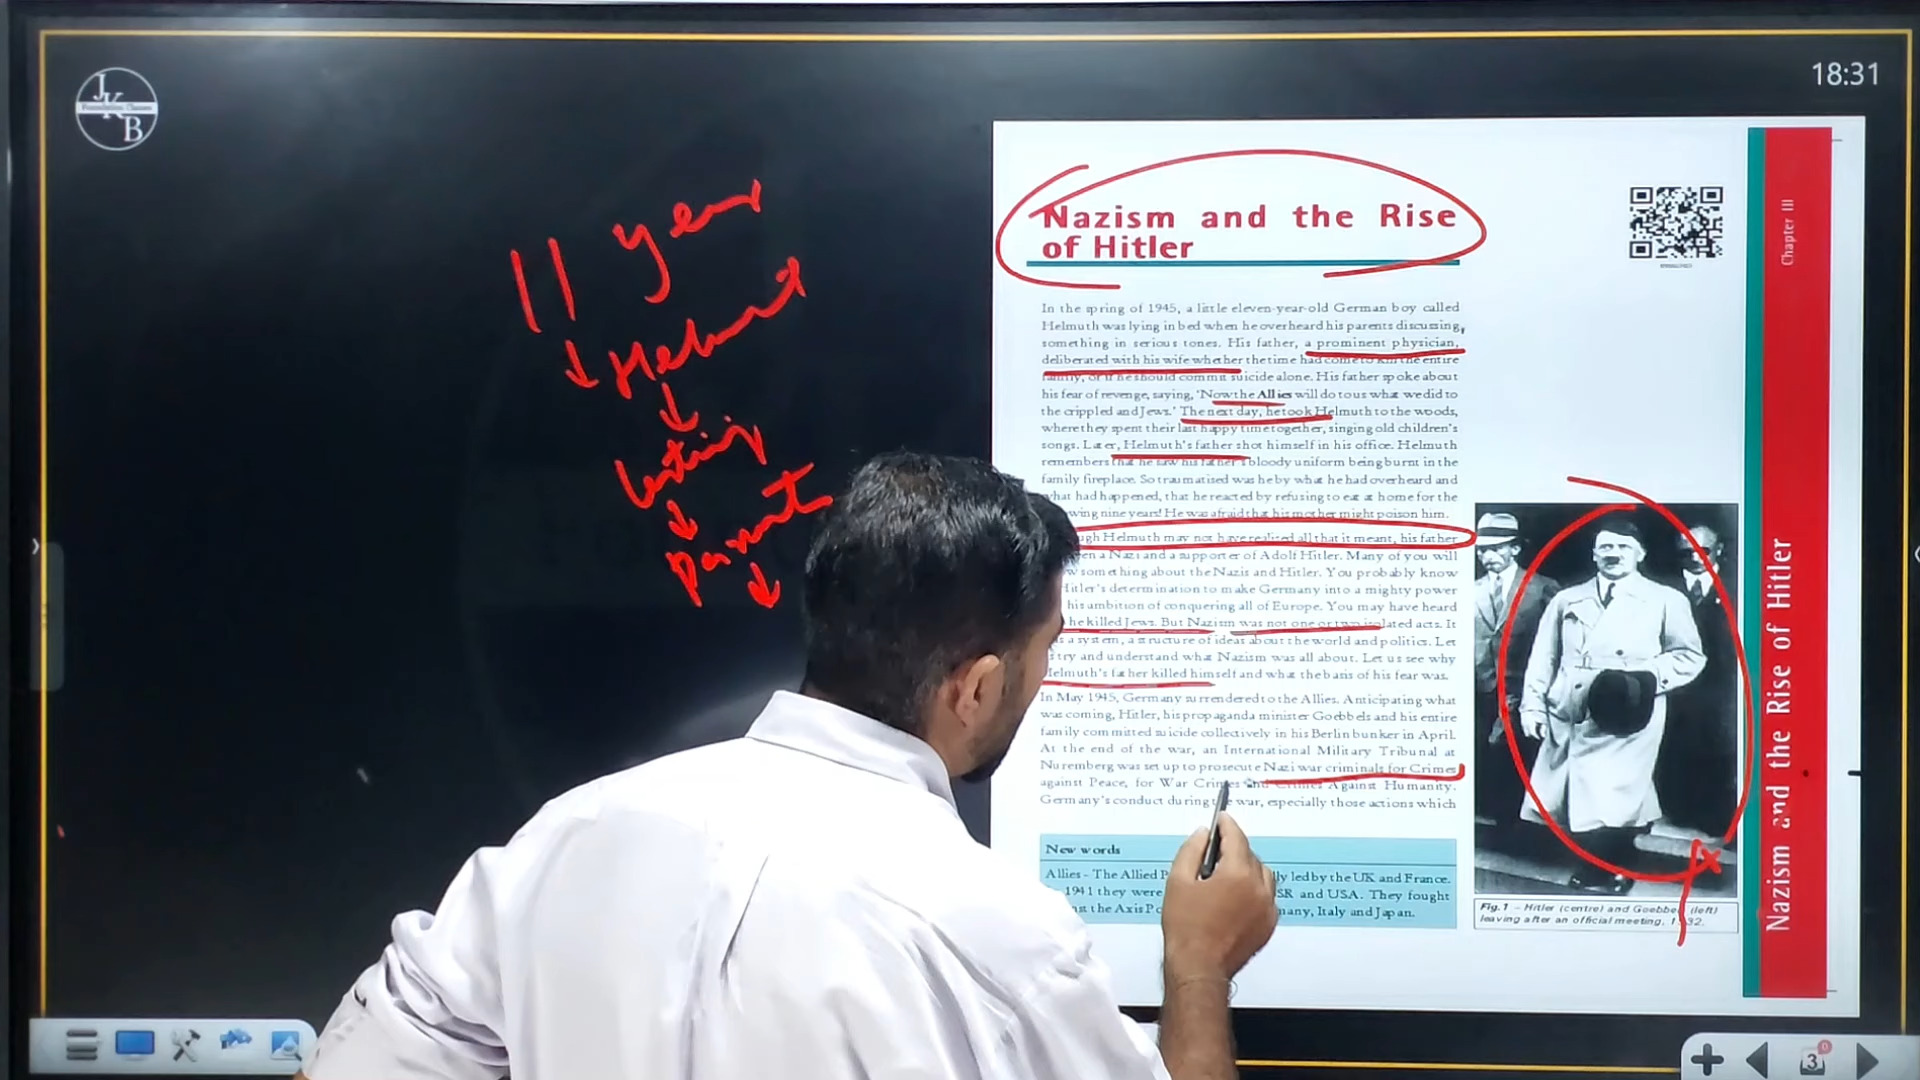 JKB
Foundation Classes
18:31
11 year
Helmut
Parents
Nazism and the Rise
of Hitler
In the spring of 1945, a little eleven-year-old German boy called
Helmuth was lying in bed when he overheard his parents discussing
something in serious tones. His father, a prominent physician,
deliberated with his wife whether the time had come to kill the entire
family, or if he should commit suicide alone. His father spoke about
his fear of revenge, saying, 'Now the Allies will do to us what we did to
the crippled and Jews.' The next day, he took Helmuth to the woods,
where they spent their last happy time together, singing old children's
songs. Later, Helmuth's father shot himself in his office. Helmuth
remembers that he saw his father's bloody uniform being burnt in the
family fireplace. So traumatised was he by what he had overheard and
what had happened, that he reacted by refusing to eat at home for the
owing nine years! He was afraid that his mother might poison him.
ugh Helmuth may not have realised all that it meant, his father
en a Nazi and a supporter of Adolf Hitler. Many of you will
w something about the Nazis and Hitler. You probably know
Hitler's determination to make Germany into a mighty power
his ambition of conquering all of Europe. You may have heard
he killed Jews. But Nazism was not one or two isolated acts. It
s a system, a structure of ideas about the world and politics. Let
s try and understand what Nazism was all about. Let us see why
Helmuth's father killed himself and what the basis of his fear was.
In May 1945, Germany surrendered to the Allies. Anticipating what
was coming, Hitler, his propaganda minister Goebbels and his entire
family committed suicide collectively in his Berlin bunker in April.
At the end of the war, an International Military Tribunal at
Nuremberg was set up to prosecute Nazi war criminals for Crimes
against Peace, for War Crimes and Crimes Against Humanity.
Germany's conduct during the war, especially those actions which
New words
Allies – The Allied P lly led by the UK and France.
1941 they were SR and USA. They fought
st the Axis Po many, Italy and Japan.
Fig.1 – Hitler (centre) and Goebbels (left)
leaving after an official meeting, 1932.
Chapter III
Nazism and the Rise of Hitler
3
0